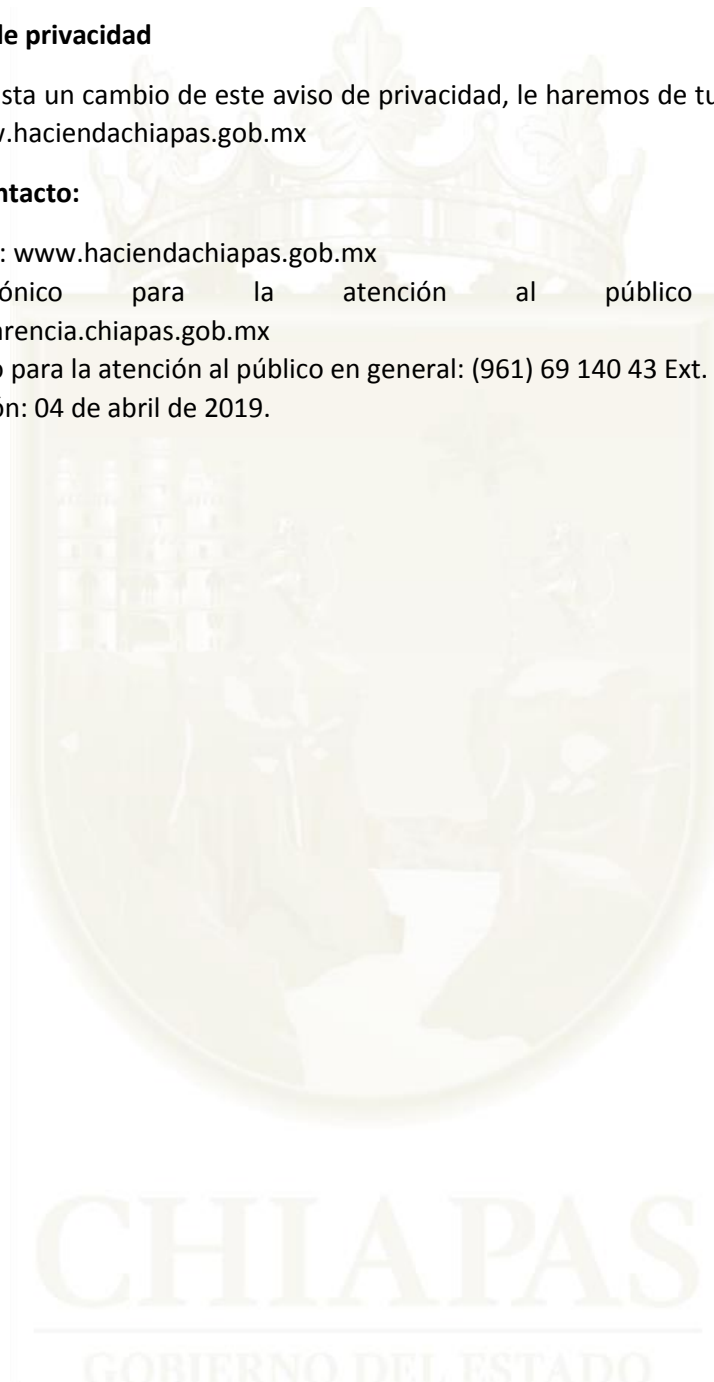 de privacidad
sta un cambio de este aviso de privacidad, le haremos de tu
.haciendachiapas.gob.mx
ntacto:
: www.haciendachiapas.gob.mx
ónico para la atención al público
arencia.chiapas.gob.mx
para la atención al público en general: (961) 69 140 43 Ext.
ón: 04 de abril de 2019.
CHIAPAS
GOBIERNO DEL ESTADO